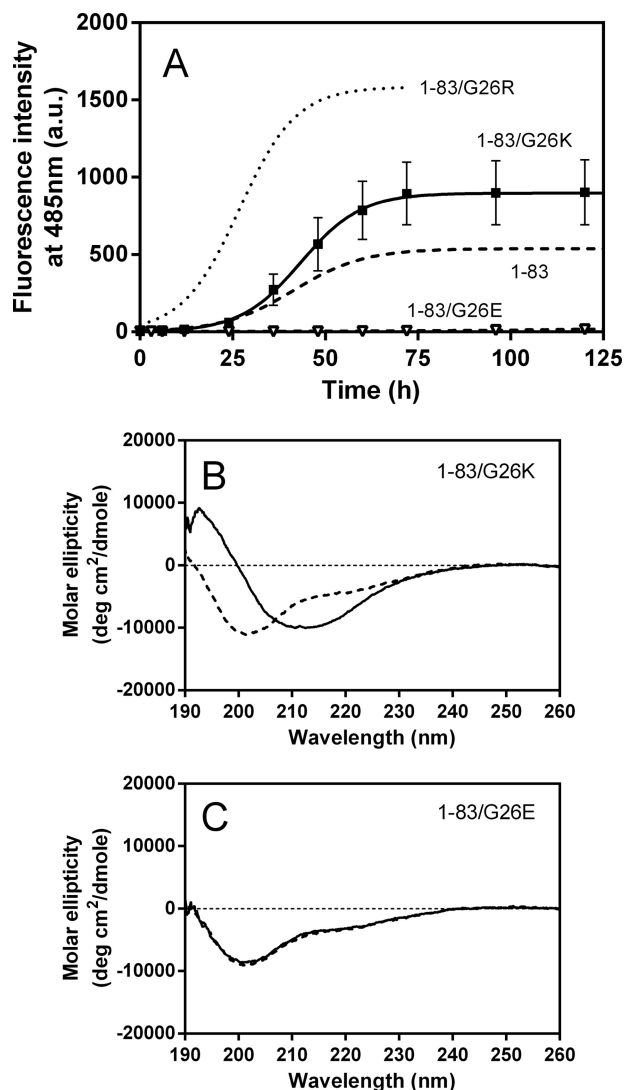 A
Fluorescence intensity
at 485nm (a.u.)
2000
1500
1000
500
0
1-83/G26R
1-83/G26K
1-83
1-83/G26E
0 25 50 75 100 125
Time (h)
B
1-83/G26K
Molar ellipticity
(deg cm²/dmole)
20000
10000
0
-10000
-20000
190 200 210 220 230 240 250 260
Wavelength (nm)
C
1-83/G26E
Molar ellipticity
(deg cm²/dmole)
20000
10000
0
-10000
-20000
190 200 210 220 230 240 250 260
Wavelength (nm)